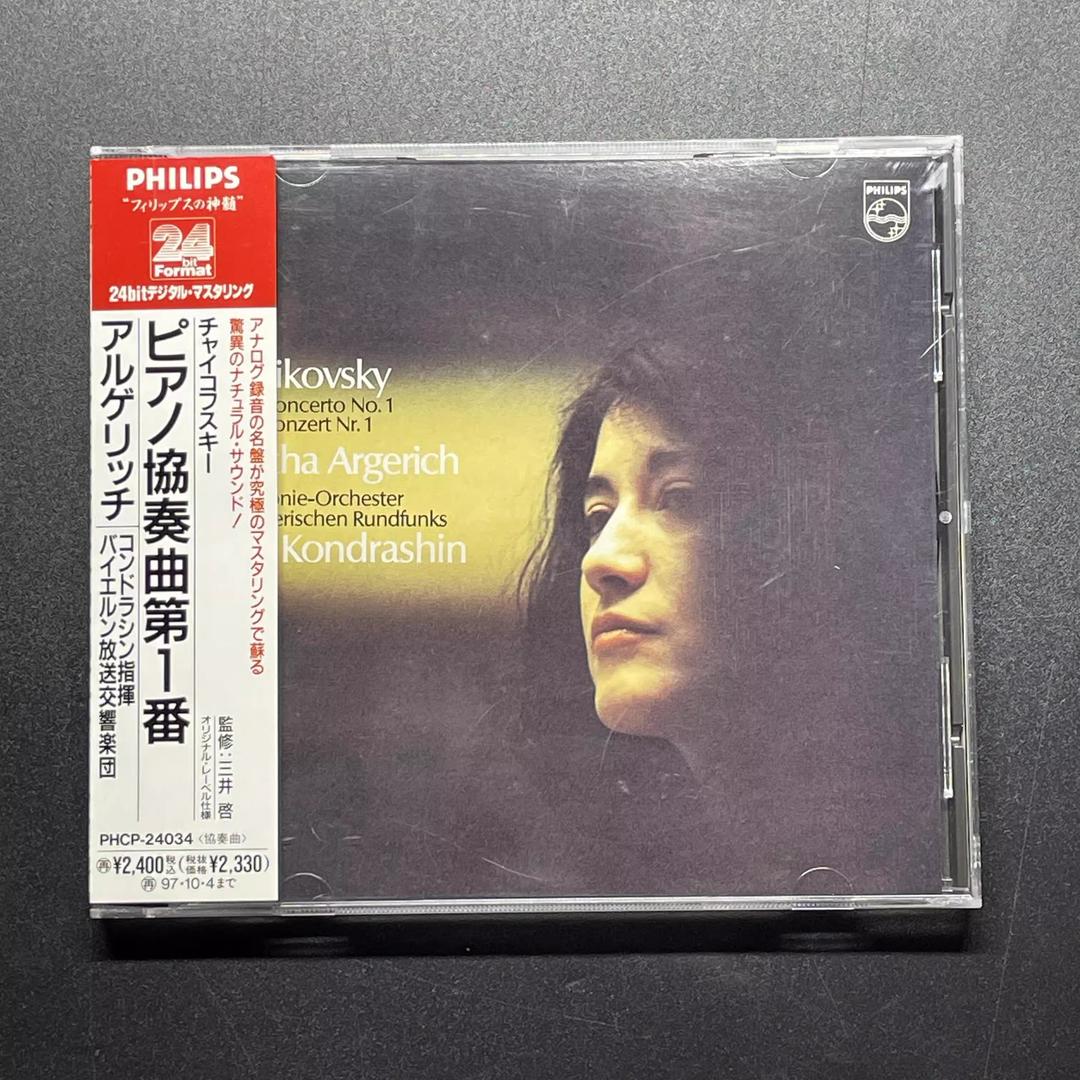 PHILIPS
“フィリップスの神髄”
24
bit
Format
24bitデジタル・マスタリング
アナログ録音の名盤が究極のマスタリングで蘇る
驚異のナチュラル・サウンド!
チャイコフスキー
ピアノ協奏曲第1番
アルゲリッチ
コンドラシン指揮
バイエルン放送交響楽団
監修:三井 啓
オリジナル・レーベル仕様
PHCP-24034〈協奏曲〉
再¥2,400税込(税抜価格¥2,330)
再97・10・4まで
PHILIPS
ikovsky
oncerto No. 1
onzert Nr. 1
ha Argerich
onie-Orchester
erischen Rundfunks
Kondrashin